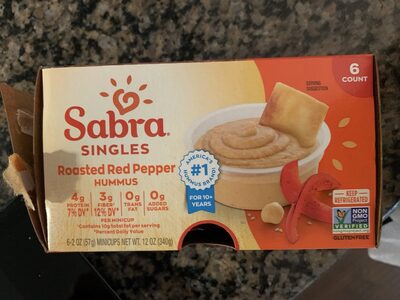 6
COUNT
SERVING
SUGGESTION
Sabra®
SINGLES
Roasted Red Pepper
HUMMUS
AMERICA'S
#1
HUMMUS BRAND†
FOR 10+
YEARS
4g
PROTEIN
7% DV*
3g
FIBER^
12% DV*
0g
TRANS
FAT
0g
ADDED
SUGARS
PER MINICUP
^Contains 10g total fat per serving
*Percent Daily Value
6-2 OZ (57g) MINICUPS NET WT. 12 OZ (340g)
KEEP
REFRIGERATED
NON
GMO
Project
VERIFIED
GLUTEN FREE